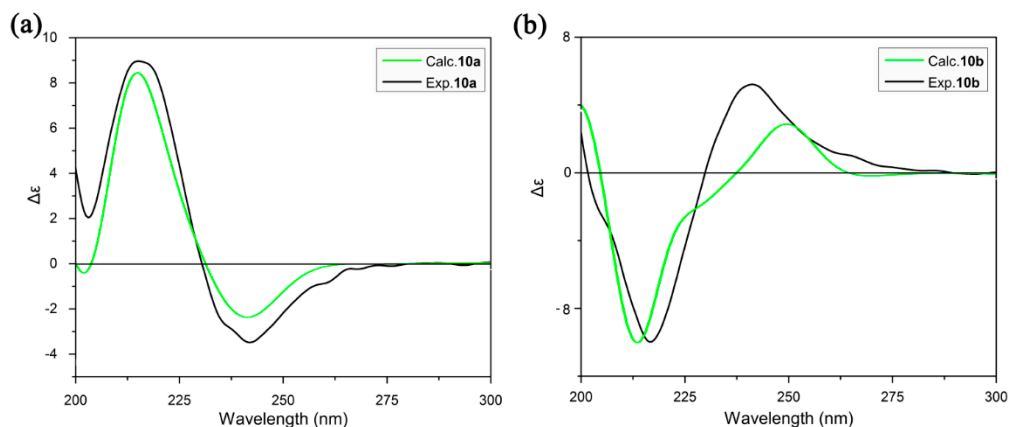 (a)
Calc.10a
Exp.10a
10
8
6
4
2
0
-2
-4
Δε
200
225
250
275
300
Wavelength (nm)
(b)
Calc.10b
Exp.10b
8
0
-8
Δε
200
225
250
275
300
Wavelength (nm)